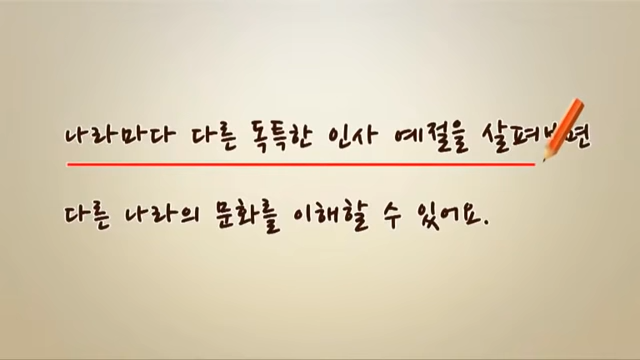 나라마다 다른 독특한 인사 예절을 살펴보면
다른 나라의 문화를 이해할 수 있어요.